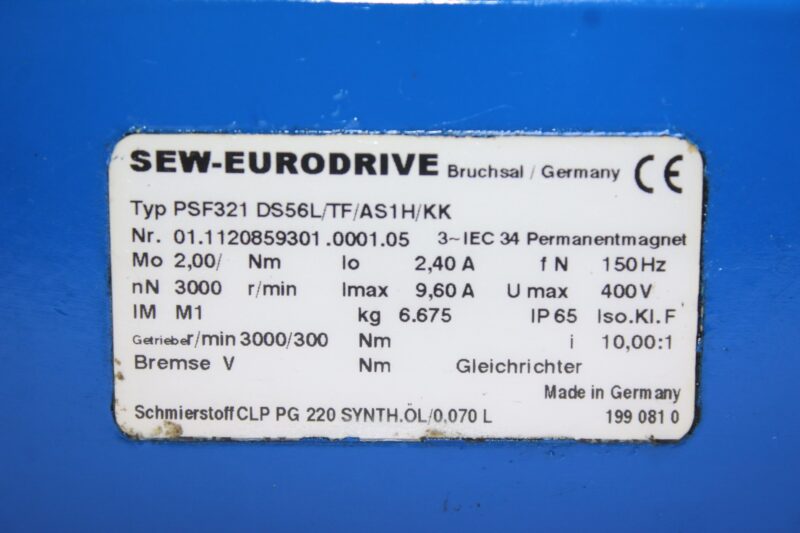 SEW-EURODRIVE Bruchsal / Germany CE
Typ PSF321 DS56L/TF/AS1H/KK
Nr. 01.1120859301.0001.05 3~IEC 34 Permanentmagnet
Mo 2,00/ Nm Io 2,40 A f N 150 Hz
nN 3000 r/min Imax 9,60 A U max 400 V
IM M1 kg 6.675 IP 65 Iso.Kl.F
Getriebe r/min 3000/300 Nm i 10,00:1
Bremse V Nm Gleichrichter
Made in Germany
Schmierstoff CLP PG 220 SYNTH.ÖL/0,070 L 199 081 0